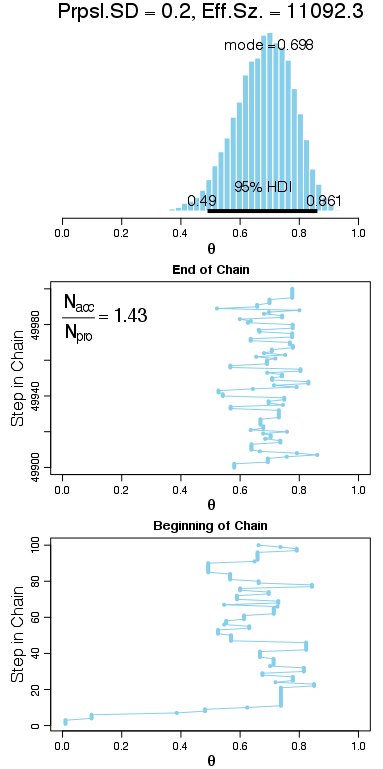 Prpsl.SD = 0.2, Eff.Sz. = 11092.3
mode = 0.698
95% HDI
0.49 0.861
0.0 0.2 0.4 0.6 0.8 1.0
θ
End of Chain
Nacc
Npro
= 1.43
Step in Chain
49980
49940
49900
0.0 0.2 0.4 0.6 0.8 1.0
θ
Beginning of Chain
Step in Chain
100
80
60
40
20
0
0.0 0.2 0.4 0.6 0.8 1.0
θ